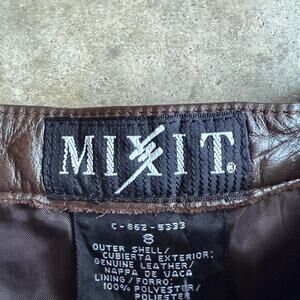 MIXIT®
C-862-5333
8
OUTER SHELL/
CUBIERTA EXTERIOR:
GENUINE LEATHER/
NAPPA DE VACA
LINING/FORRO:
100% POLYESTER/
POLIESTER